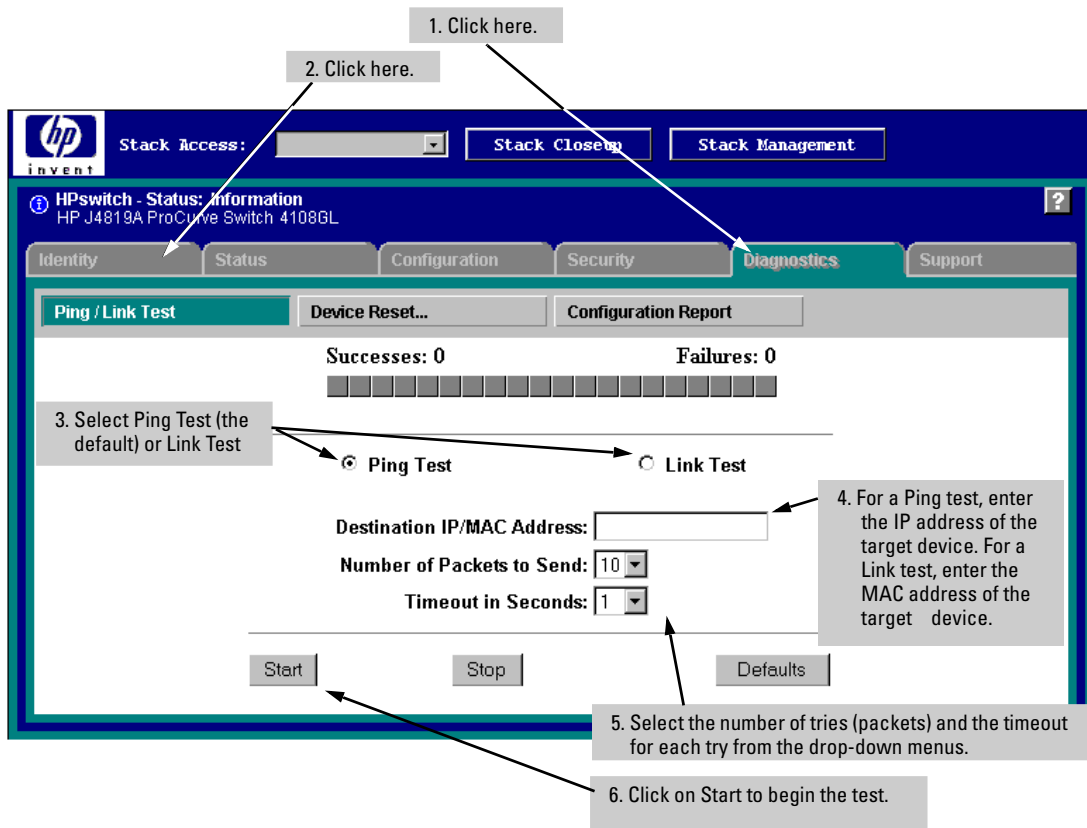 1. Click here.
2. Click here.
hp
invent
Stack Access:
Stack Closeup
Stack Management
HPswitch - Status: Information
HP J4819A ProCurve Switch 4108GL
?
Identity
Status
Configuration
Security
Diagnostics
Support
Ping / Link Test
Device Reset...
Configuration Report
Successes: 0
Failures: 0
3. Select Ping Test (the
default) or Link Test
Ping Test
Link Test
4. For a Ping test, enter
the IP address of the
target device. For a
Link test, enter the
MAC address of the
target device.
Destination IP/MAC Address:
Number of Packets to Send: 10
Timeout in Seconds: 1
Start
Stop
Defaults
5. Select the number of tries (packets) and the timeout
for each try from the drop-down menus.
6. Click on Start to begin the test.